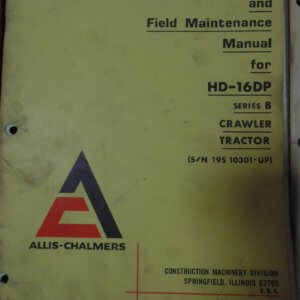 and
Field Maintenance
Manual
for
HD-16DP
SERIES B
CRAWLER
TRACTOR
(S/N 19S 10301-UP)
ALLIS-CHALMERS
CONSTRUCTION MACHINERY DIVISION
SPRINGFIELD, ILLINOIS 62705
U.S.A.